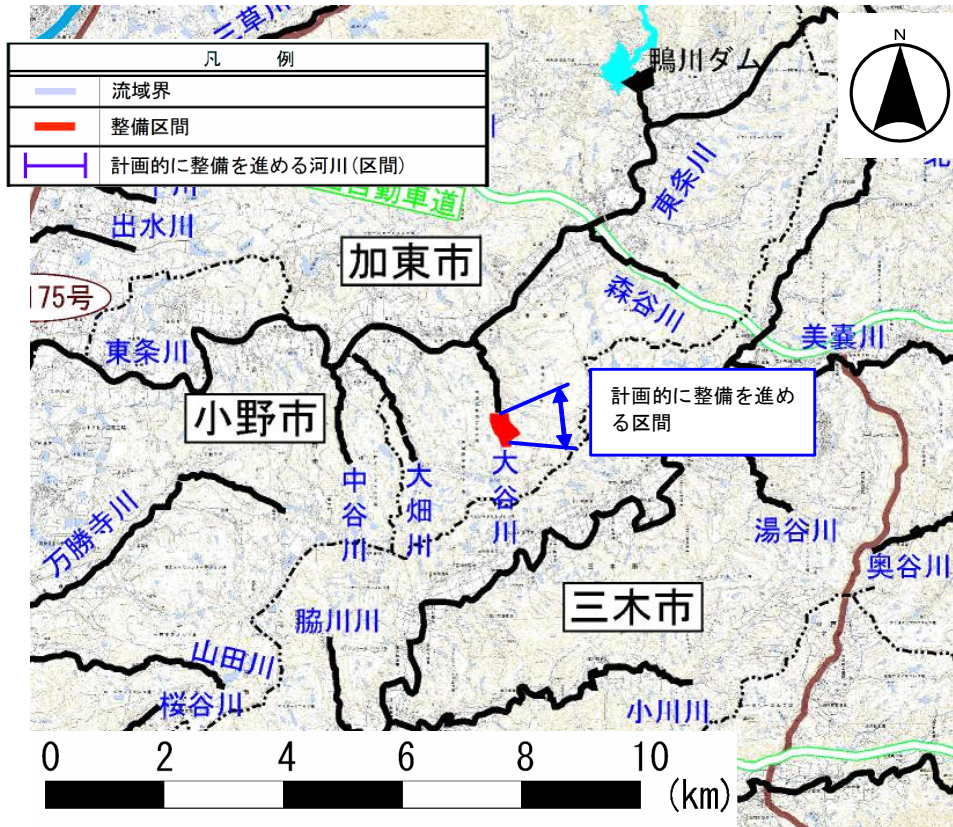 三草川
凡　例
流域界
整備区間
計画的に整備を進める河川(区間)
N
鴨川ダム
東条川
自動車道
出水川
加東市
175号
森谷川
美嚢川
東条川
小野市
計画的に整備を進め
る区間
大谷川
中谷川
大畑川
万勝寺川
湯谷川
奥谷川
三木市
脇川川
山田川
桜谷川
小川川
0 2 4 6 8 10
(km)